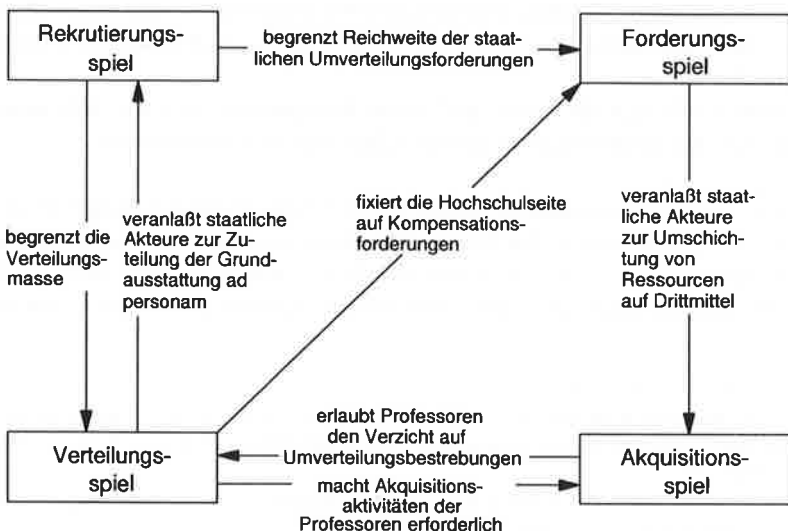 Rekrutierungs-
spiel
begrenzt Reichweite der staat-
lichen Umverteilungsforderungen
Forderungs-
spiel
begrenzt die
Verteilungs-
masse
veranlaßt staatliche
Akteure zur Zu-
teilung der Grund-
ausstattung ad
personam
fixiert die Hochschulseite
auf Kompensations-
forderungen
veranlaßt staat-
liche Akteure
zur Umschich-
tung von
Ressourcen
auf Drittmittel
Verteilungs-
spiel
erlaubt Professoren
den Verzicht auf
Umverteilungsbestrebungen
macht Akquisitions-
aktivitäten der
Professoren erforderlich
Akquisitions-
spiel